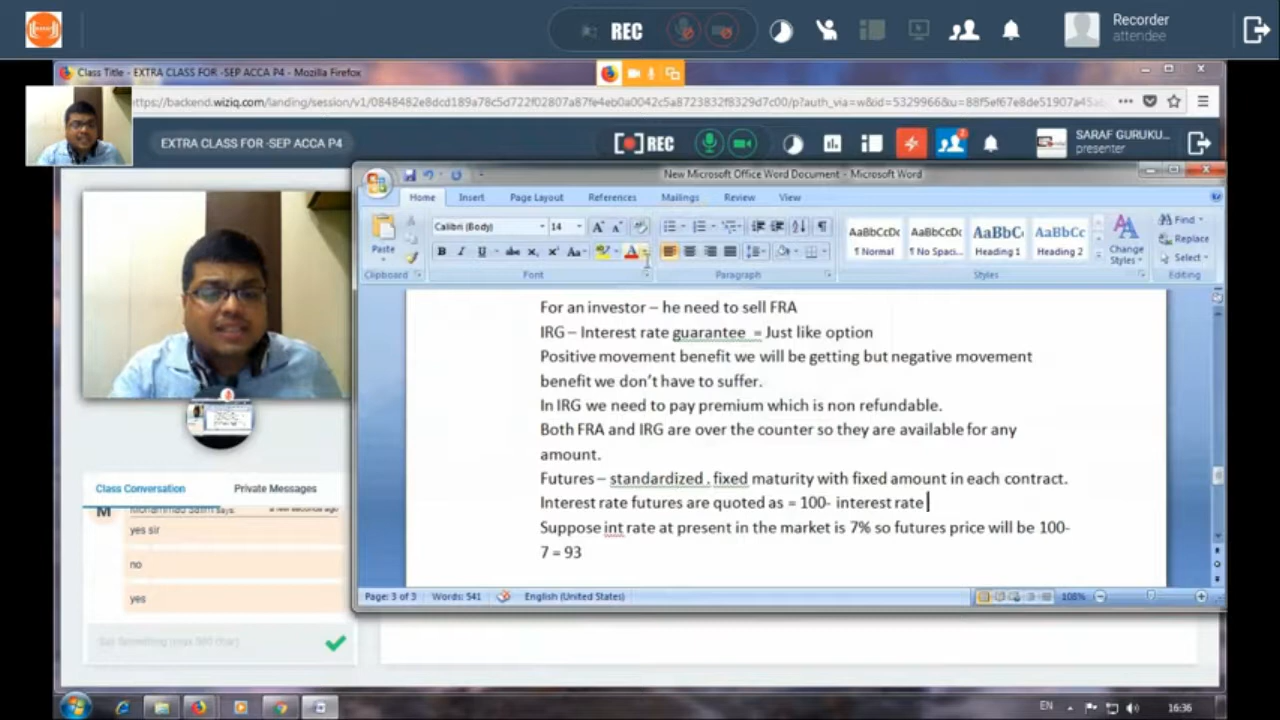 REC
Recorder
attendee
Class Title - EXTRA CLASS FOR -SEP ACCA P4 - Mozilla Firefox
EXTRA CLASS FOR -SEP ACCA P4
REC
SARAF GURUKU...
presenter
New Microsoft Office Word Document - Microsoft Word
Home Insert Page Layout References Mailings Review View
Paste
Calibri (Body) 14
AaBbCcDc AaBbCcDc AaBbC AaBbCc
¶ Normal ¶ No Spaci... Heading 1 Heading 2
Change Styles
Find
Replace
Select
Clipboard Font Paragraph Styles Editing
For an investor – he need to sell FRA
IRG – Interest rate guarantee = Just like option
Positive movement benefit we will be getting but negative movement
benefit we don't have to suffer.
In IRG we need to pay premium which is non refundable.
Both FRA and IRG are over the counter so they are available for any
amount.
Futures – standardized . fixed maturity with fixed amount in each contract.
Interest rate futures are quoted as = 100- interest rate
Suppose int rate at present in the market is 7% so futures price will be 100-
7 = 93
Class Conversation Private Messages
M Mohammad Salim says: a few seconds ago
yes sir
no
yes
Page: 3 of 3 Words: 541 English (United States) 108%
EN 16:36